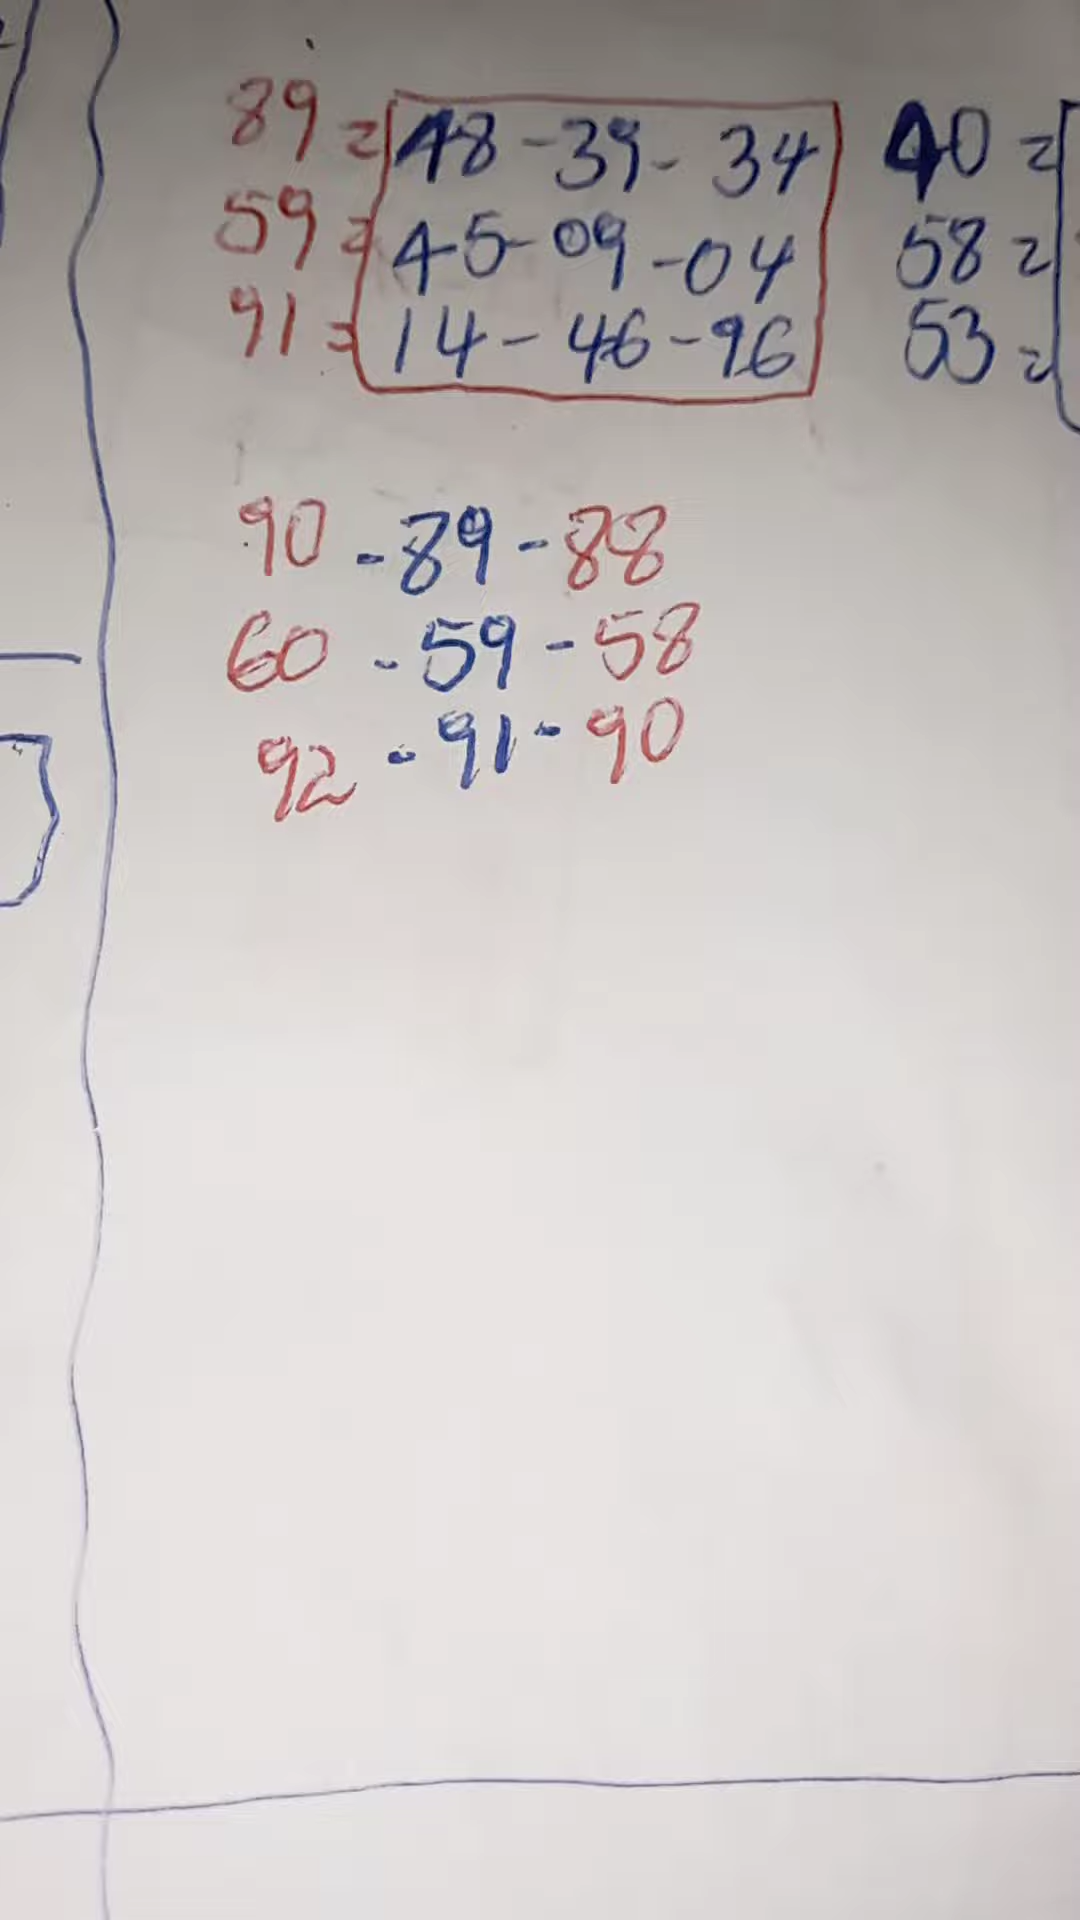 89 = 48 - 39 - 34 40 =
59 = 45 - 09 - 04 58 =
91 = 14 - 46 - 96 53 =
90 - 89 - 88
60 - 59 - 58
92 - 91 - 90